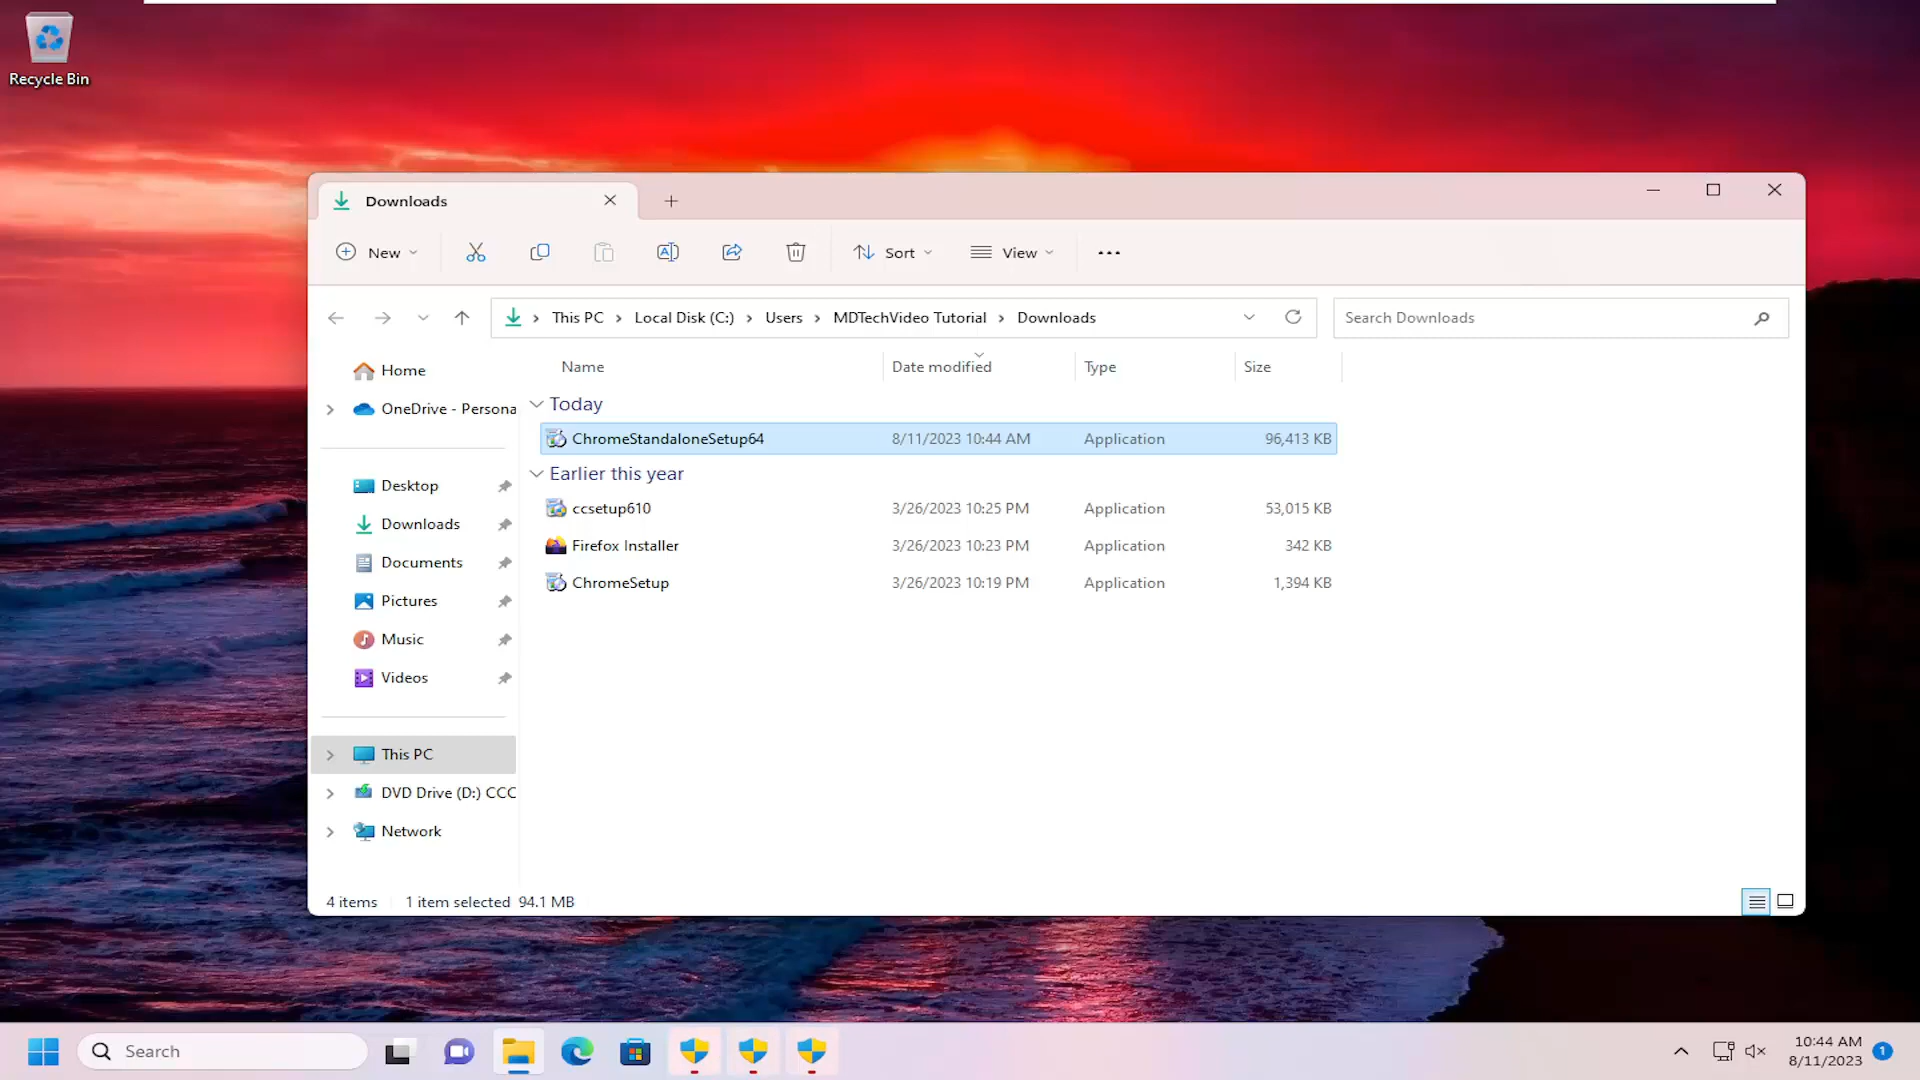 Recycle Bin
Downloads
New
Sort
View
This PC
Local Disk (C:)
Users
MDTechVideo Tutorial
Downloads
Search Downloads
Home
OneDrive - Persona
Desktop
Downloads
Documents
Pictures
Music
Videos
This PC
DVD Drive (D:) CCC
Network
Name Date modified Type Size
Today
ChromeStandaloneSetup64 8/11/2023 10:44 AM Application 96,413 KB
Earlier this year
ccsetup610 3/26/2023 10:25 PM Application 53,015 KB
Firefox Installer 3/26/2023 10:23 PM Application 342 KB
ChromeSetup 3/26/2023 10:19 PM Application 1,394 KB
4 items 1 item selected 94.1 MB
Search
10:44 AM
8/11/2023
1